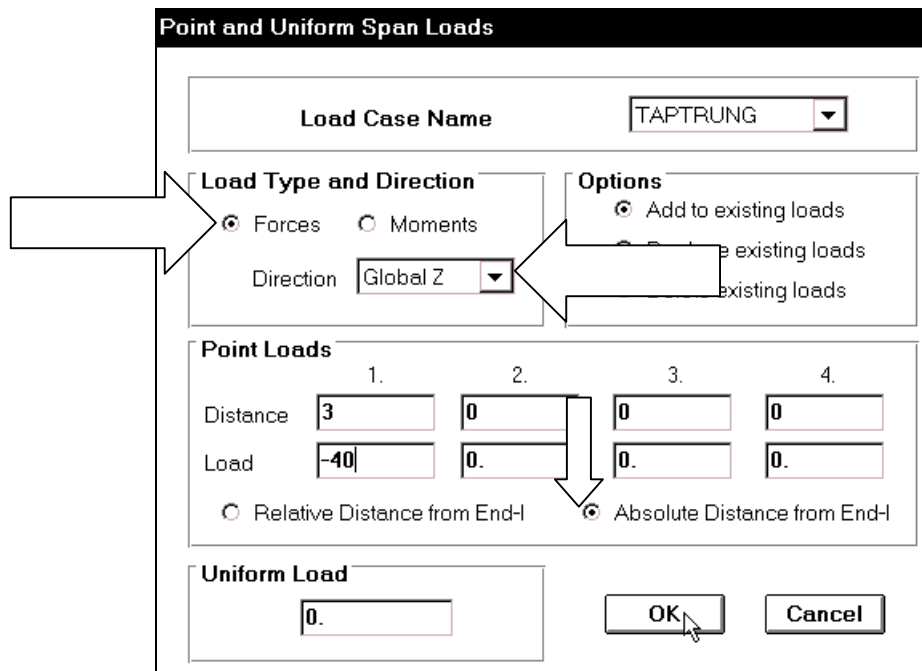 Point and Uniform Span Loads
Load Case Name
TAPTRUNG
Load Type and Direction
Forces
Moments
Direction
Global Z
Options
Add to existing loads
existing loads
existing loads
Point Loads
1. 2. 3. 4.
Distance 3 0 0 0
Load -40 0. 0. 0.
Relative Distance from End-I
Absolute Distance from End-I
Uniform Load
0.
OK
Cancel